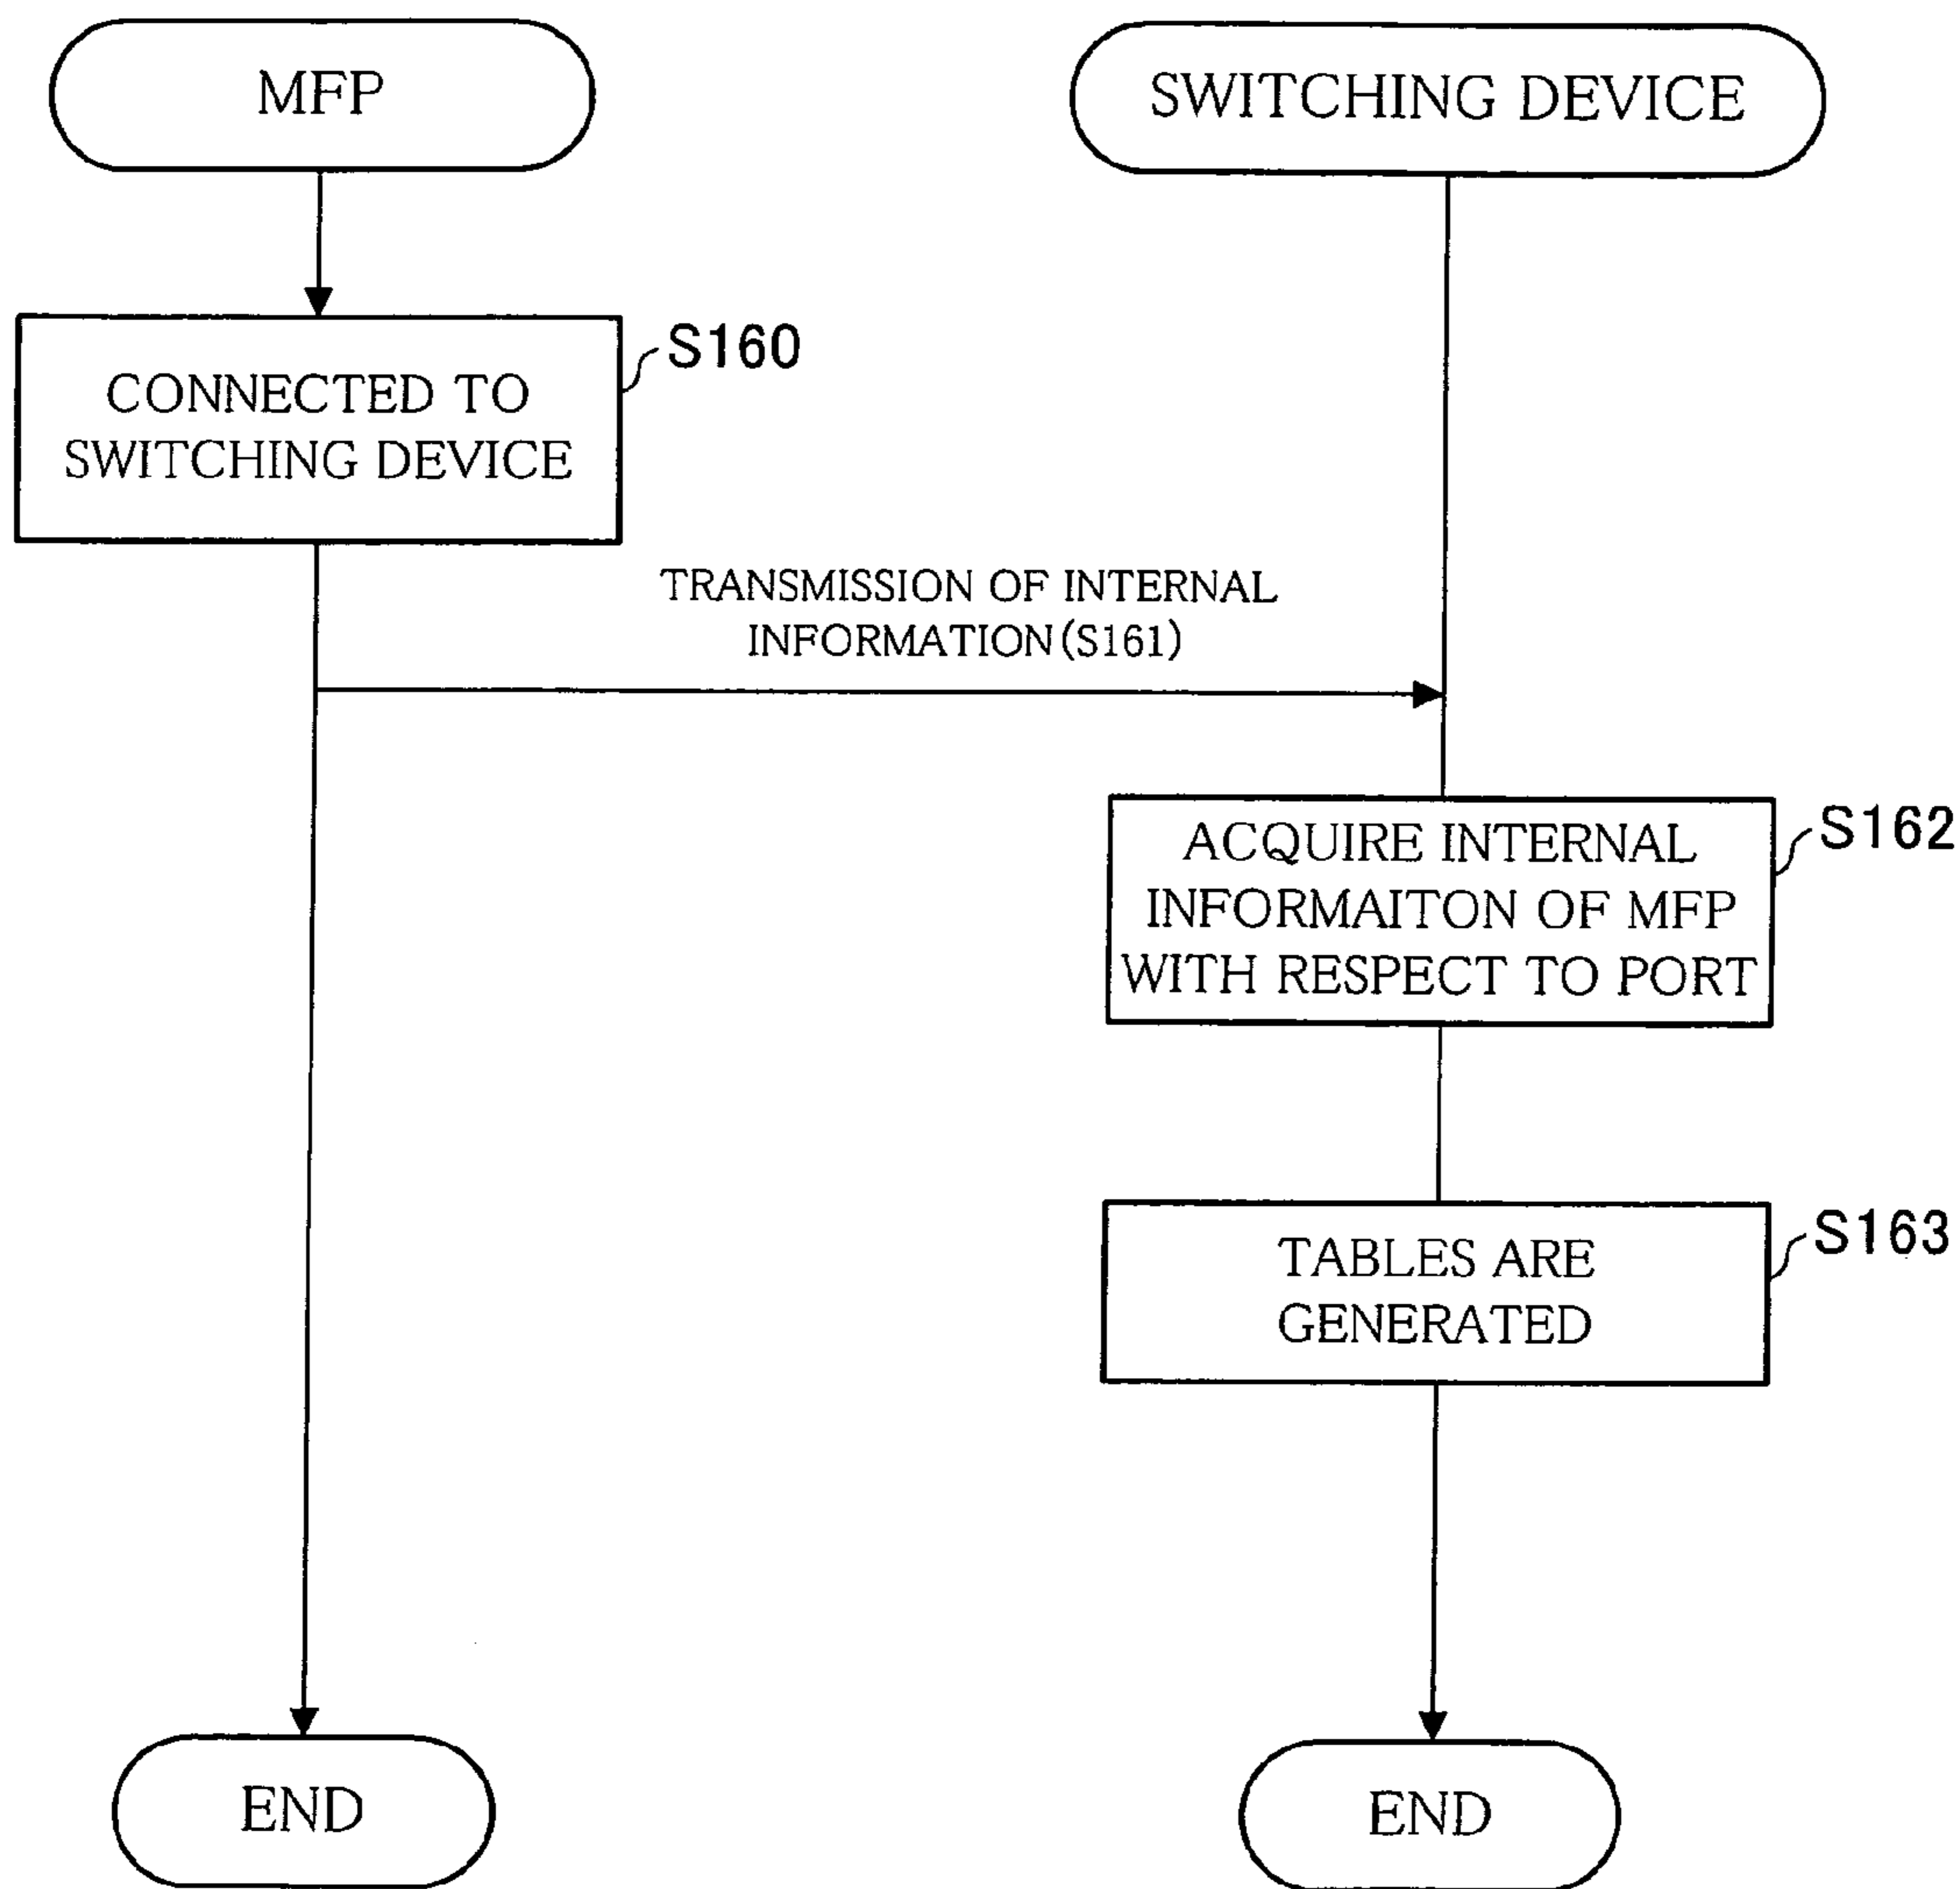 MFP
SWITCHING DEVICE
S160
CONNECTED TO
SWITCHING DEVICE
TRANSMISSION OF INTERNAL
INFORMATION(S161)
S162
ACQUIRE INTERNAL
INFORMAITON OF MFP
WITH RESPECT TO PORT
S163
TABLES ARE
GENERATED
END
END